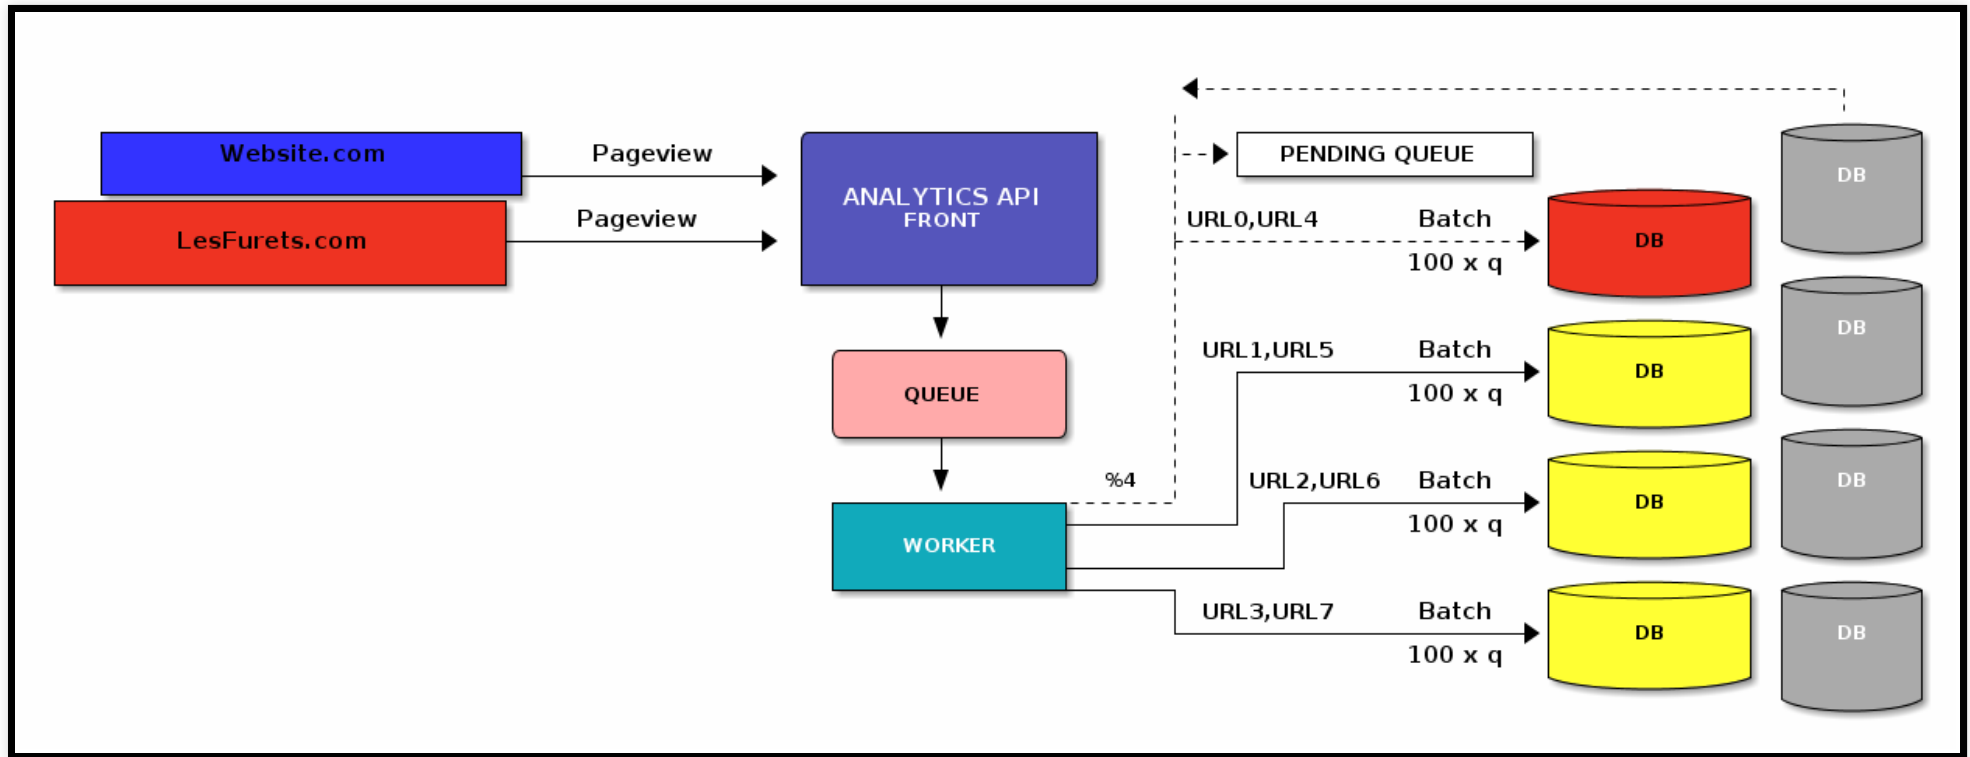 Website.com
Pageview
LesFurets.com
Pageview
ANALYTICS API
FRONT
QUEUE
WORKER
%4
PENDING QUEUE
URL0,URL4
Batch
100 x q
DB
URL1,URL5
Batch
100 x q
DB
URL2,URL6
Batch
100 x q
DB
URL3,URL7
Batch
100 x q
DB
DB
DB
DB
DB